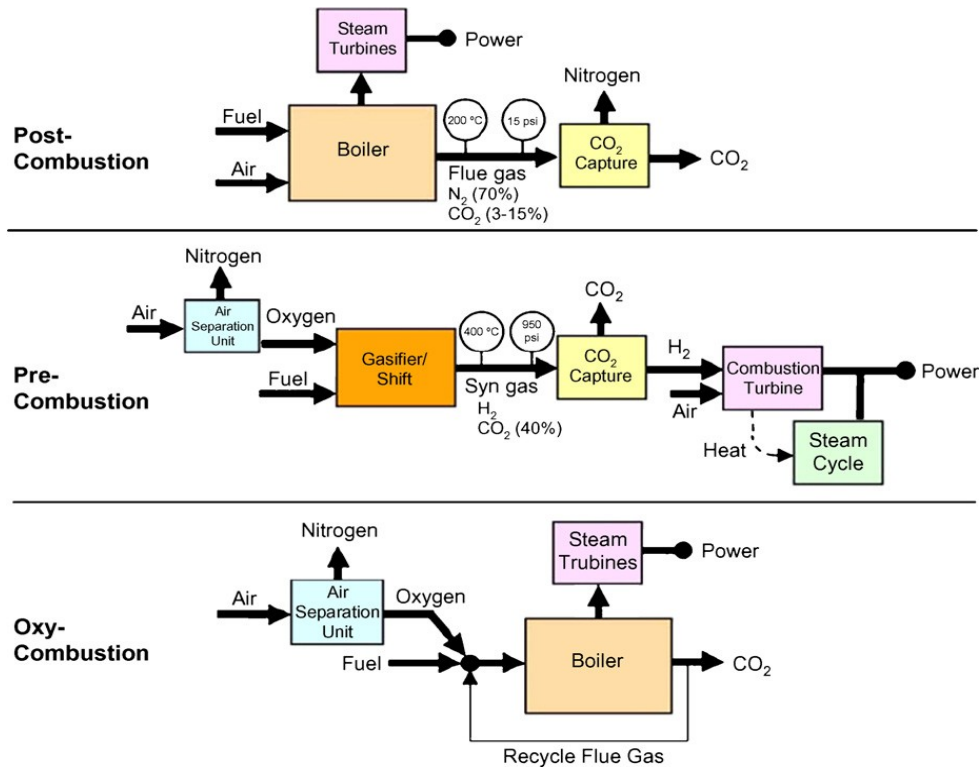 Steam
Turbines
Power
Nitrogen
Post-
Combustion
Fuel
Air
Boiler
200 ºC
15 psi
Flue gas
N₂ (70%)
CO₂ (3-15%)
CO₂
Capture
CO₂
Pre-
Combustion
Nitrogen
Air
Air
Separation
Unit
Oxygen
Fuel
Gasifier/
Shift
400 ºC
950
psi
Syn gas
H₂
CO₂ (40%)
CO₂
CO₂
Capture
H₂
Air
Combustion
Turbine
Power
Heat
Steam
Cycle
Oxy-
Combustion
Nitrogen
Air
Air
Separation
Unit
Oxygen
Fuel
Steam
Trubines
Power
Boiler
CO₂
Recycle Flue Gas